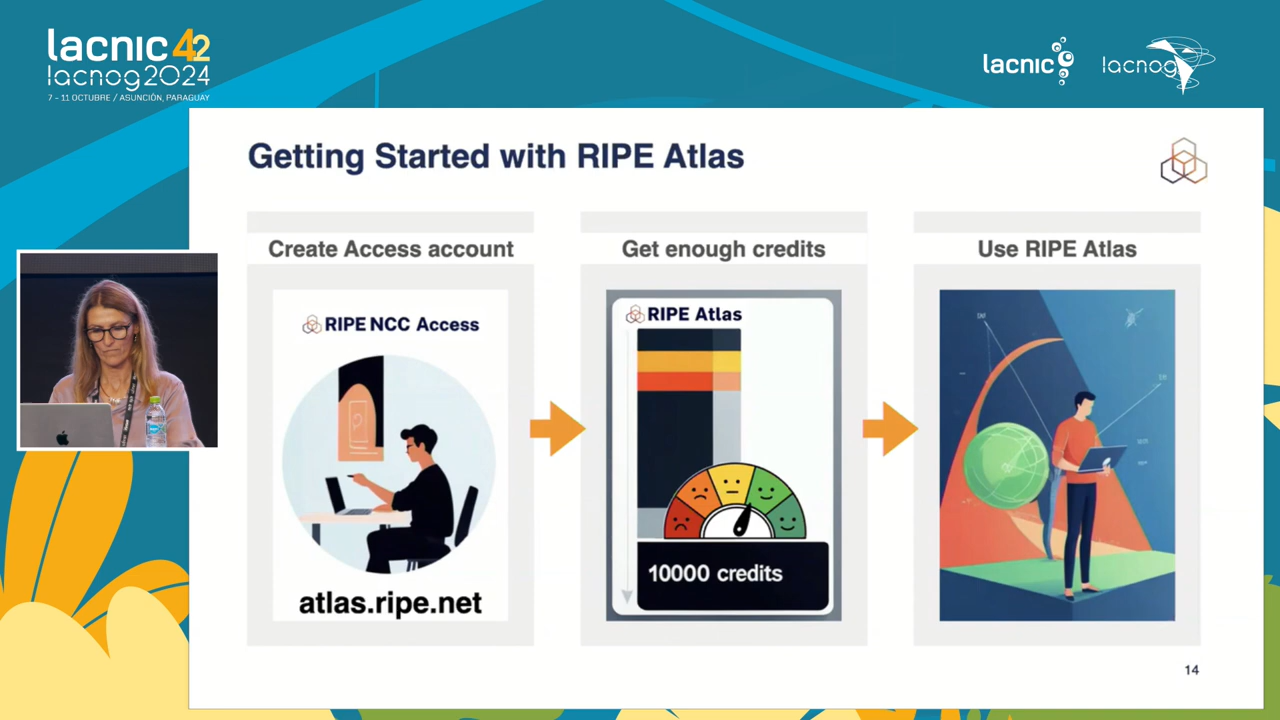 lacnic42
lacnog2024
7 - 11 OCTUBRE / ASUNCIÓN, PARAGUAY
lacnic
lacnog
Getting Started with RIPE Atlas
Create Access account
Get enough credits
Use RIPE Atlas
RIPE NCC Access
RIPE Atlas
10000 credits
atlas.ripe.net
14